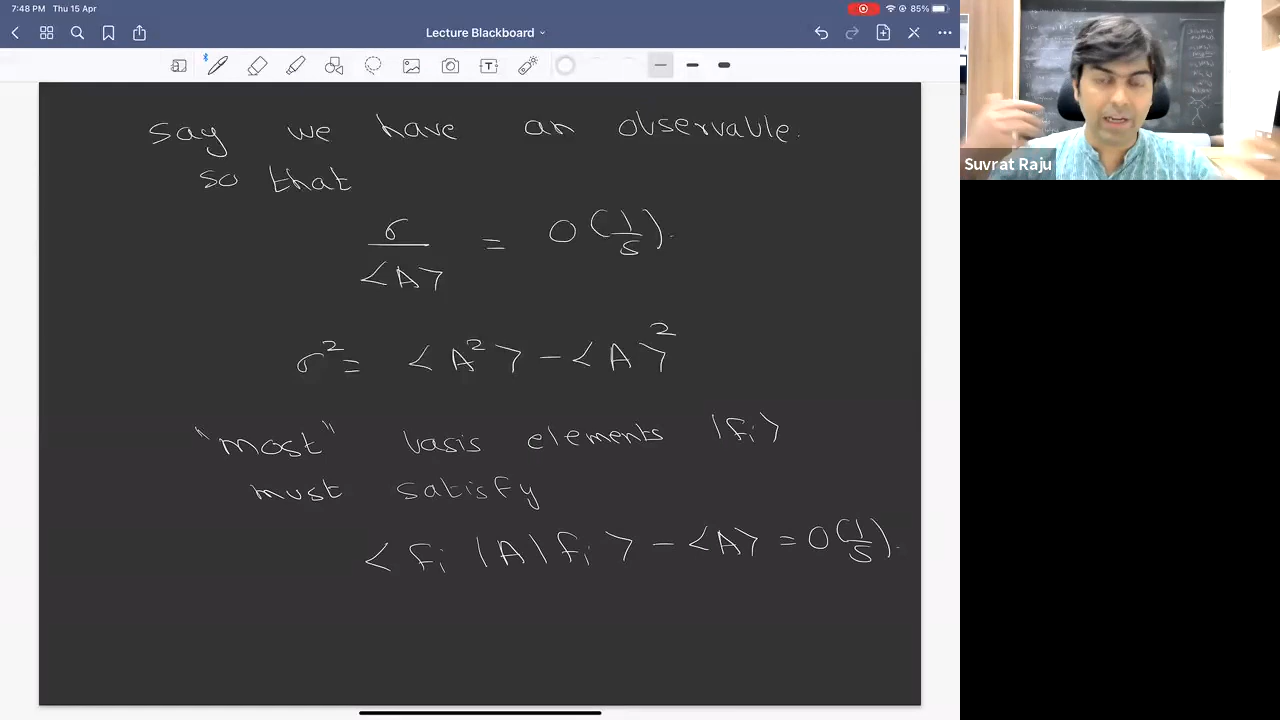 7:48 PM Thu 15 Apr
85%
Lecture Blackboard
Suvrat Raju
say we have an observable.
so that
σ/<A> = O(1/S).
σ² = <A²> - <A>²
"most" basis elements |fᵢ>
must satisfy
<fᵢ|A|fᵢ> - <A> = O(1/S).